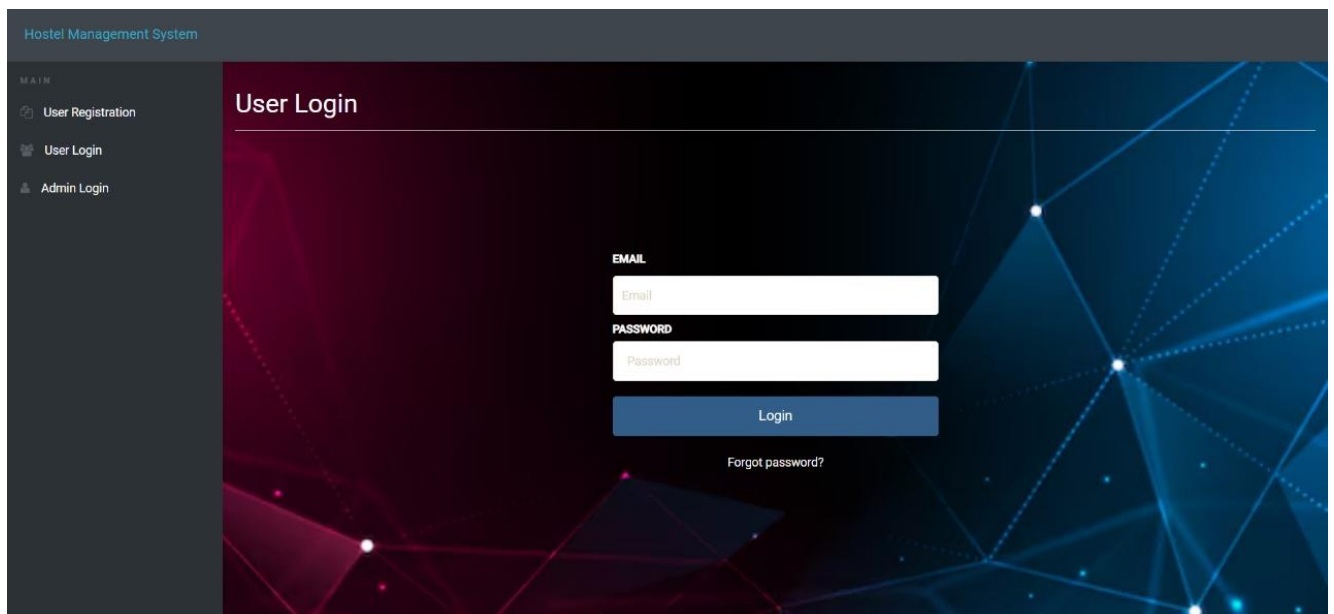 Hostel Management System
MAIN
User Registration
User Login
Admin Login
User Login
EMAIL
Email
PASSWORD
Password
Login
Forgot password?